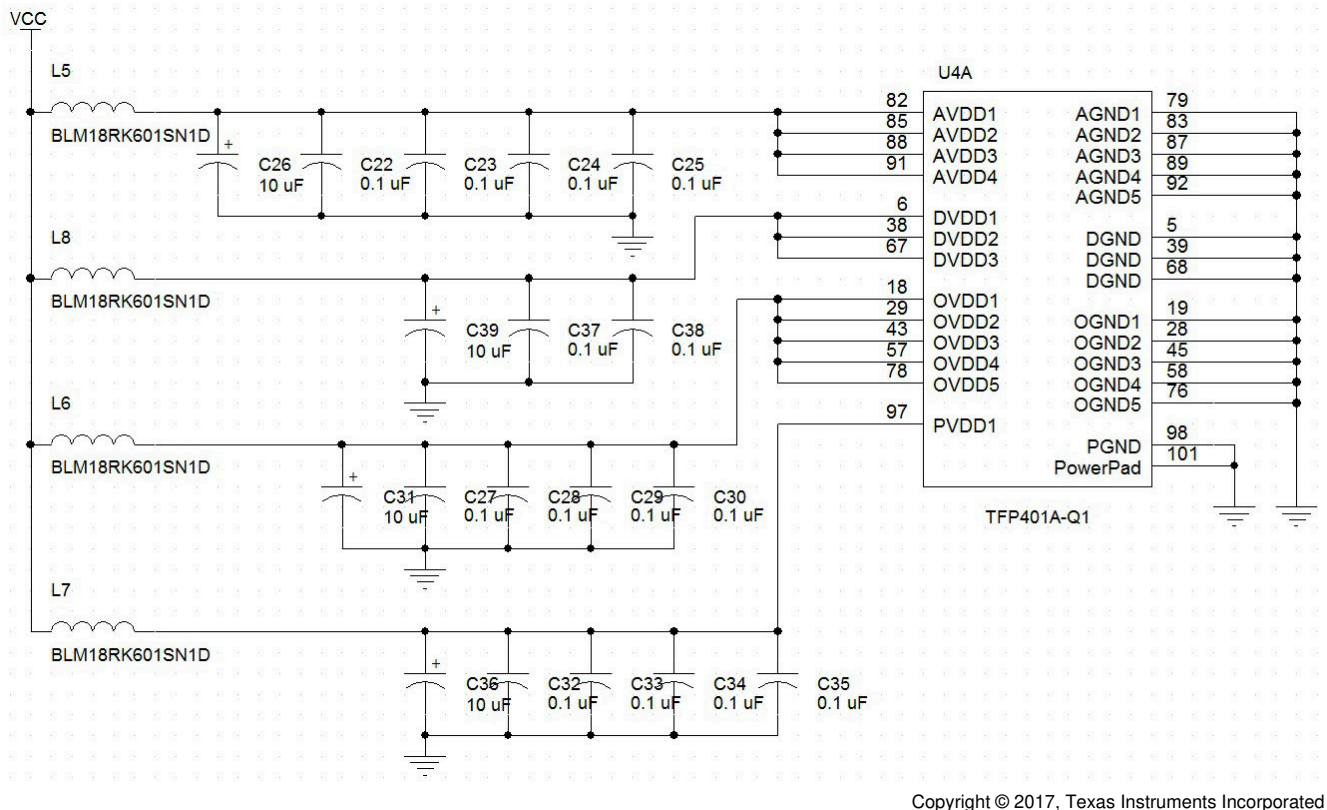 VCC
L5
BLM18RK601SN1D
+
C26
10 uF
C22
0.1 uF
C23
0.1 uF
C24
0.1 uF
C25
0.1 uF
L8
BLM18RK601SN1D
+
C39
10 uF
C37
0.1 uF
C38
0.1 uF
L6
BLM18RK601SN1D
+
C31
10 uF
C27
0.1 uF
C28
0.1 uF
C29
0.1 uF
C30
0.1 uF
L7
BLM18RK601SN1D
+
C36
10 uF
C32
0.1 uF
C33
0.1 uF
C34
0.1 uF
C35
0.1 uF
U4A
82 AVDD1
85 AVDD2
88 AVDD3
91 AVDD4
6 DVDD1
38 DVDD2
67 DVDD3
18 OVDD1
29 OVDD2
43 OVDD3
57 OVDD4
78 OVDD5
97 PVDD1
AGND1 79
AGND2 83
AGND3 87
AGND4 89
AGND5 92
DGND 5
DGND 39
DGND 68
OGND1 19
OGND2 28
OGND3 45
OGND4 58
OGND5 76
PGND 98
PowerPad 101
TFP401A-Q1
Copyright © 2017, Texas Instruments Incorporated